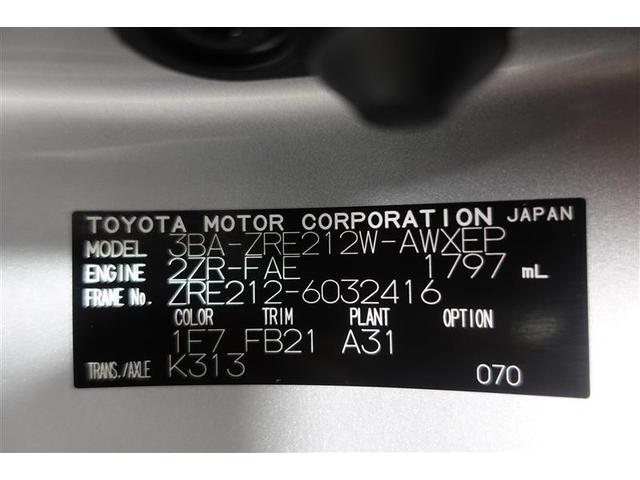 TOYOTA MOTOR CORPORATION JAPAN
MODEL 3BA-ZRE212W-AWXEP
ENGINE 2ZR-FAE 1797 mL
FRAME No. ZRE212-6032416
COLOR TRIM PLANT OPTION
1F7 FB21 A31
TRANS./AXLE K313 070